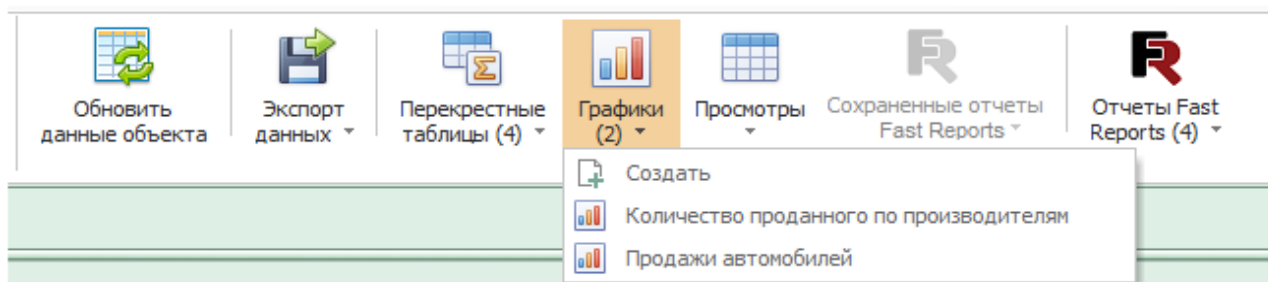 Обновить
данные объекта
Экспорт
данных
Перекрестные
таблицы (4)
Графики
(2)
Просмотры
Сохраненные отчеты
Fast Reports
Отчеты Fast
Reports (4)
Создать
Количество проданного по производителям
Продажи автомобилей